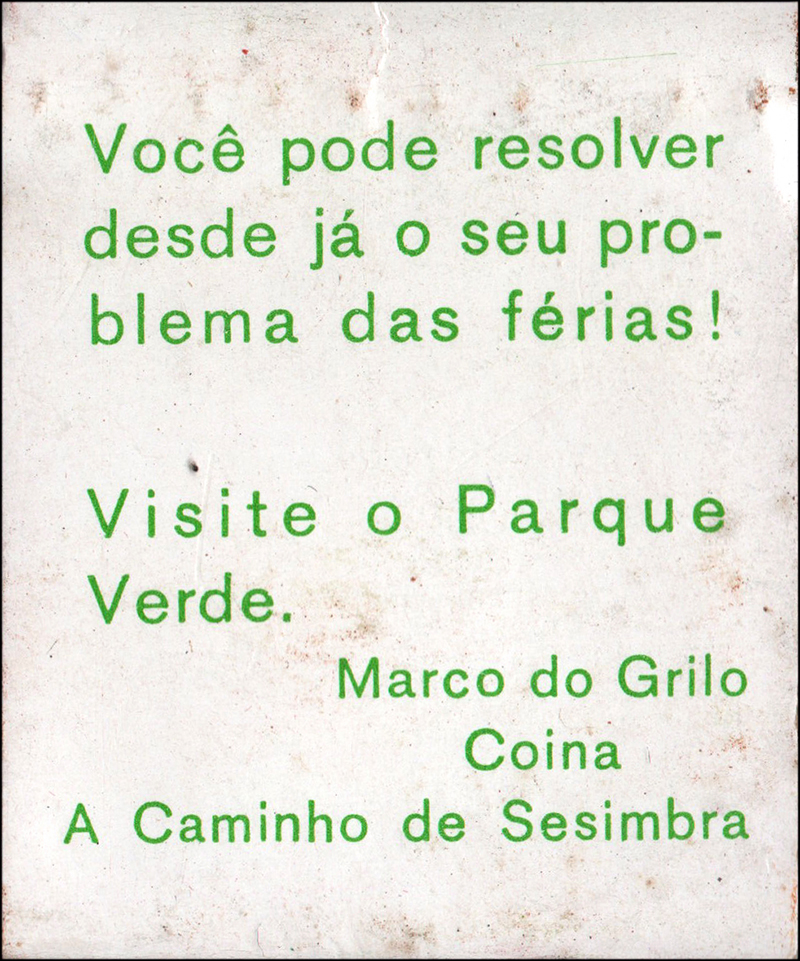 Você pode resolver
desde já o seu pro-
blema das férias!
Visite o Parque
Verde.
Marco do Grilo
Coina
A Caminho de Sesimbra